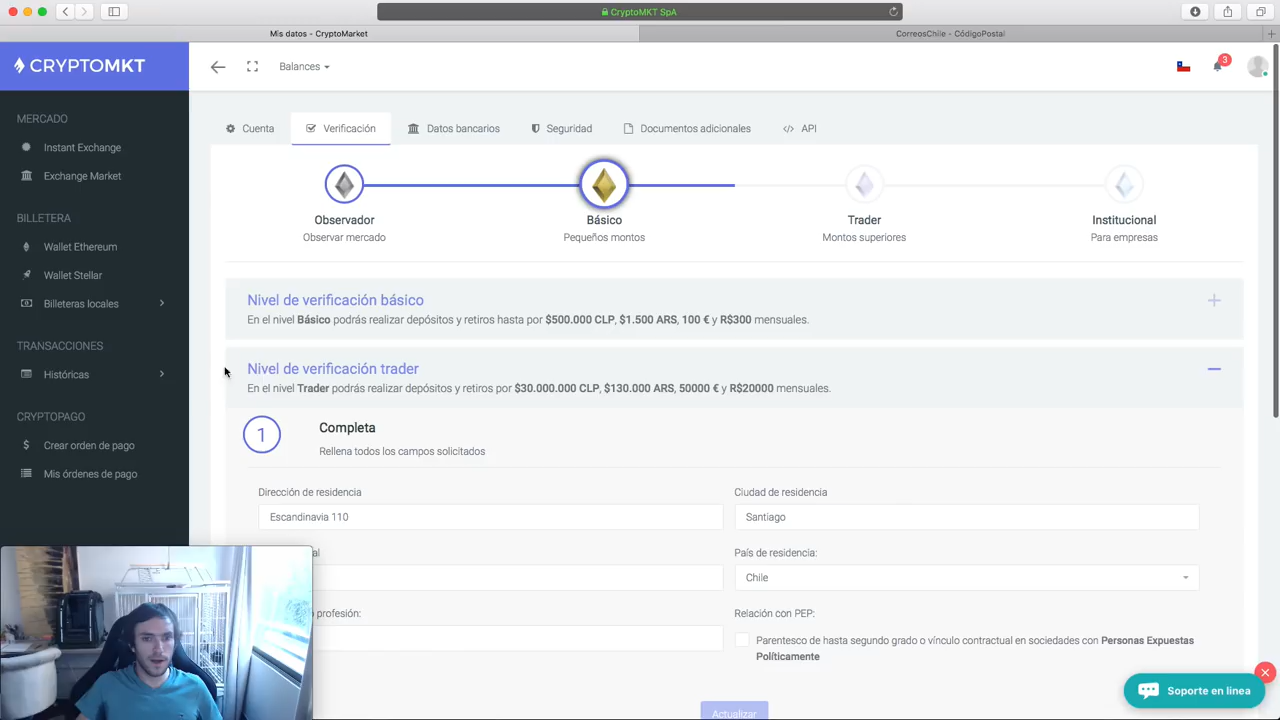 CryptoMKT SpA
Mis datos - CryptoMarket
CorreosChile - CódigoPostal
CRYPTOMKT
Balances
3
MERCADO
Instant Exchange
Exchange Market
BILLETERA
Wallet Ethereum
Wallet Stellar
Billeteras locales
TRANSACCIONES
Históricas
CRYPTOPAGO
Crear orden de pago
Mis órdenes de pago
Cuenta
Verificación
Datos bancarios
Seguridad
Documentos adicionales
API
Observador
Observar mercado
Básico
Pequeños montos
Trader
Montos superiores
Institucional
Para empresas
Nivel de verificación básico
En el nivel Básico podrás realizar depósitos y retiros hasta por $500.000 CLP, $1.500 ARS, 100 € y R$300 mensuales.
Nivel de verificación trader
En el nivel Trader podrás realizar depósitos y retiros por $30.000.000 CLP, $130.000 ARS, 50000 € y R$20000 mensuales.
1
Completa
Rellena todos los campos solicitados
Dirección de residencia
Escandinavia 110
Ciudad de residencia
Santiago
País de residencia:
Chile
profesión:
Relación con PEP:
Parentesco de hasta segundo grado o vínculo contractual en sociedades con Personas Expuestas
Políticamente
Actualizar
Soporte en linea